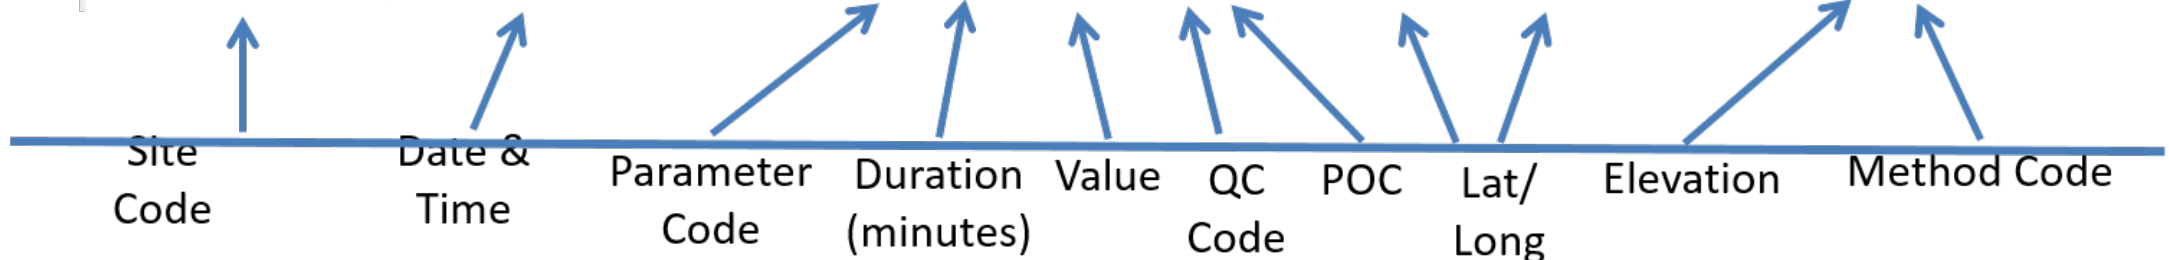 Site
Code
Date &
Time
Parameter
Code
Duration
(minutes)
Value
QC
Code
POC
Lat/
Long
Elevation
Method Code